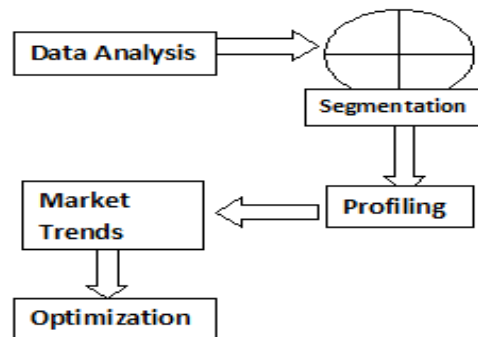 Data Analysis
Segmentation
Profiling
Market
Trends
Optimization